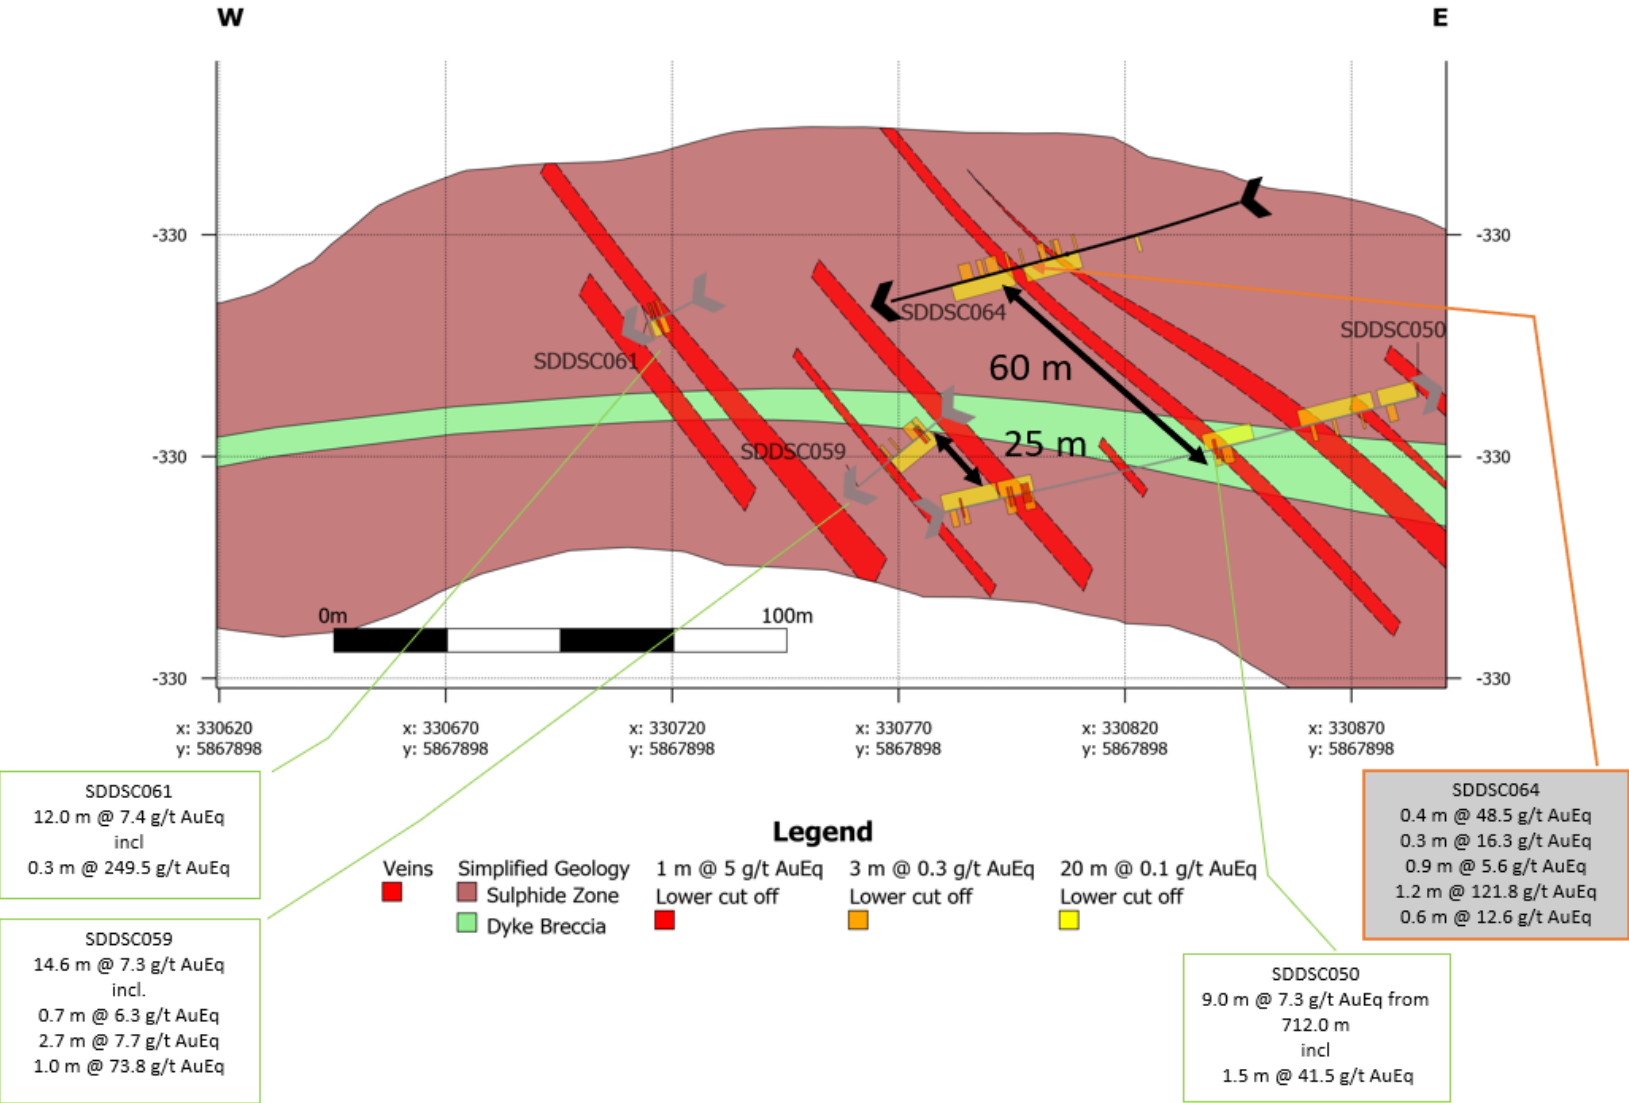 W
E
-330
-330
SDDSC064
SDDSC050
SDDSC061
60 m
25 m
SDDSC059
-330
-330
0m
100m
-330
-330
x: 330620
y: 5867898
x: 330670
y: 5867898
x: 330720
y: 5867898
x: 330770
y: 5867898
x: 330820
y: 5867898
x: 330870
y: 5867898
SDDSC061
12.0 m @ 7.4 g/t AuEq
incl
0.3 m @ 249.5 g/t AuEq
SDDSC059
14.6 m @ 7.3 g/t AuEq
incl.
0.7 m @ 6.3 g/t AuEq
2.7 m @ 7.7 g/t AuEq
1.0 m @ 73.8 g/t AuEq
Legend
Veins
Simplified Geology
Sulphide Zone
Dyke Breccia
1 m @ 5 g/t AuEq
Lower cut off
3 m @ 0.3 g/t AuEq
Lower cut off
20 m @ 0.1 g/t AuEq
Lower cut off
SDDSC064
0.4 m @ 48.5 g/t AuEq
0.3 m @ 16.3 g/t AuEq
0.9 m @ 5.6 g/t AuEq
1.2 m @ 121.8 g/t AuEq
0.6 m @ 12.6 g/t AuEq
SDDSC050
9.0 m @ 7.3 g/t AuEq from
712.0 m
incl
1.5 m @ 41.5 g/t AuEq